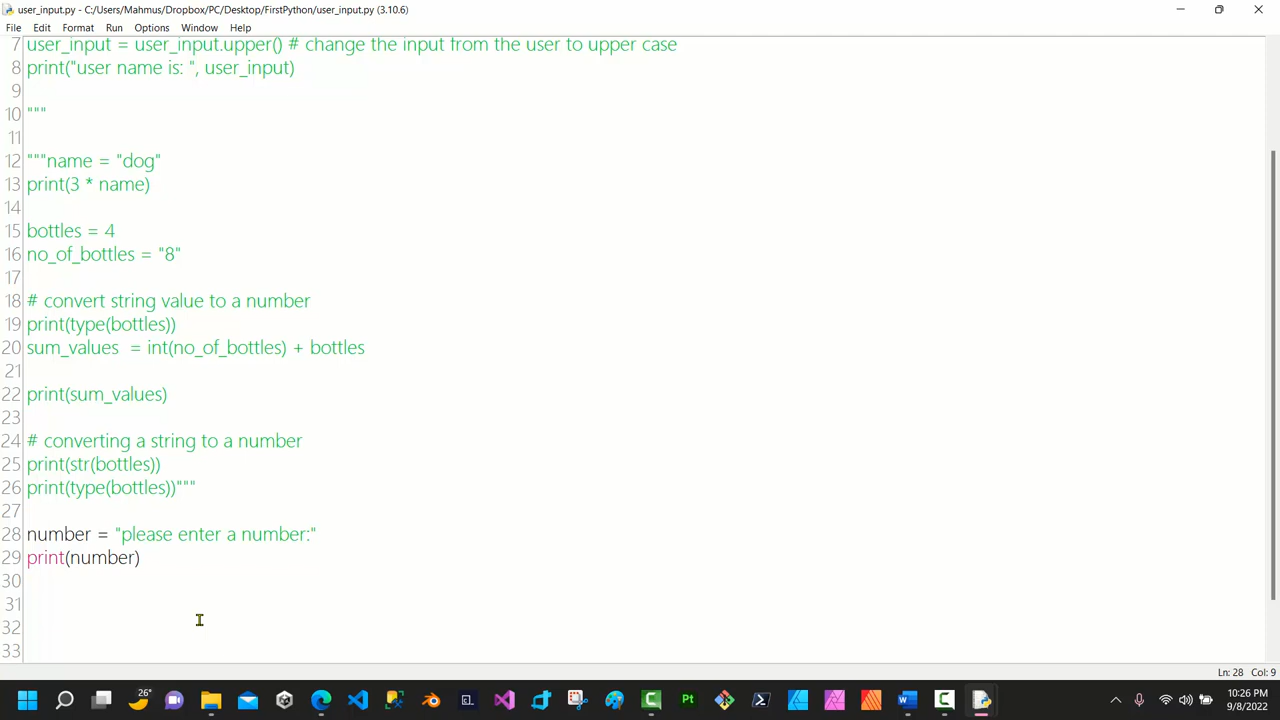 user_input.py - C:/Users/Mahmus/Dropbox/PC/Desktop/FirstPython/user_input.py (3.10.6)
File Edit Format Run Options Window Help
7 user_input = user_input.upper() # change the input from the user to upper case
8 print("user name is: ", user_input)
9
10 """
11
12 """name = "dog"
13 print(3 * name)
14
15 bottles = 4
16 no_of_bottles = "8"
17
18 # convert string value to a number
19 print(type(bottles))
20 sum_values  = int(no_of_bottles) + bottles
21
22 print(sum_values)
23
24 # converting a string to a number
25 print(str(bottles))
26 print(type(bottles))"""
27
28 number = "please enter a number:"
29 print(number)
30
31
32
33
Ln: 28 Col: 9
26°
Pt
10:26 PM
9/8/2022